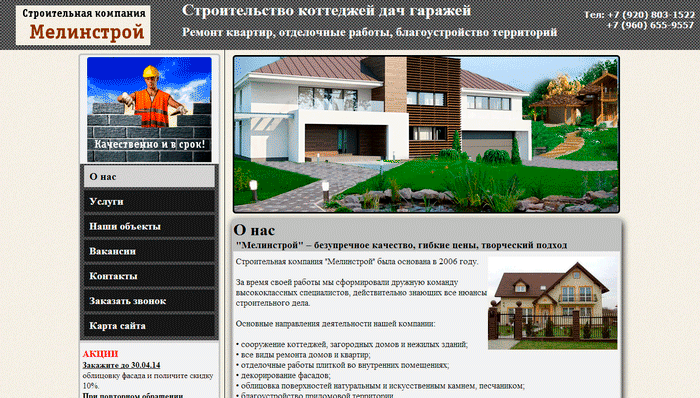 Строительная компания
Мелинстрой
Строительство коттеджей дач гаражей
Ремонт квартир, отделочные работы, благоустройство территорий
Тел: +7 (920) 803-1522
+7 (960) 655-9557
Качественно и в срок!
О нас
Услуги
Наши объекты
Вакансии
Контакты
Заказать звонок
Карта сайта
АКЦИИ
Закажите до 30.04.14
облицовку фасада и получите скидку
10%.
При повторном обращении
О нас
"Мелинстрой" – безупречное качество, гибкие цены, творческий подход
Строительная компания "Мелинстрой" была основана в 2006 году.
За время своей работы мы сформировали дружную команду
высококлассных специалистов, действительно знающих все нюансы
строительного дела.
Основные направления деятельности нашей компании:
• сооружение коттеджей, загородных домов и нежилых зданий;
• все виды ремонта домов и квартир;
• отделочные работы плиткой во внутренних помещениях;
• декорирование фасадов;
• облицовка поверхностей натуральным и искусственным камнем, песчаником;
• благоустройство придомовой территории